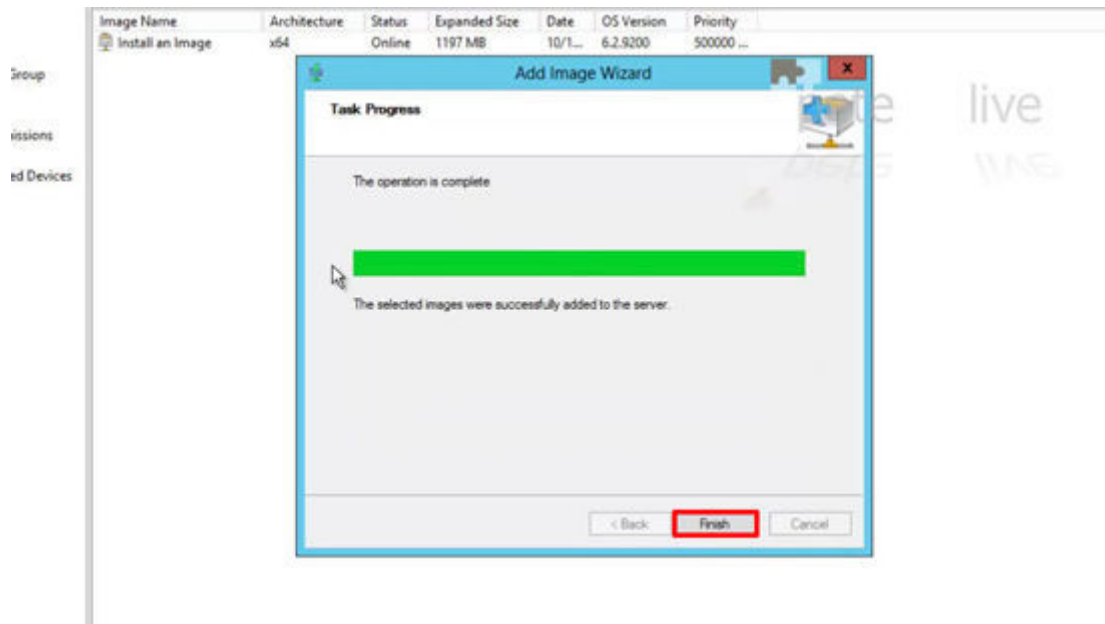 Image Name Architecture Status Expanded Size Date OS Version Priority
Install an Image x64 Online 1197 MB 10/1... 6.2.9200 500000 ...
Group
issions
ed Devices
Add Image Wizard
x
live
Task Progress
The operation is complete
The selected images were successfully added to the server.
< Back Finish Cancel